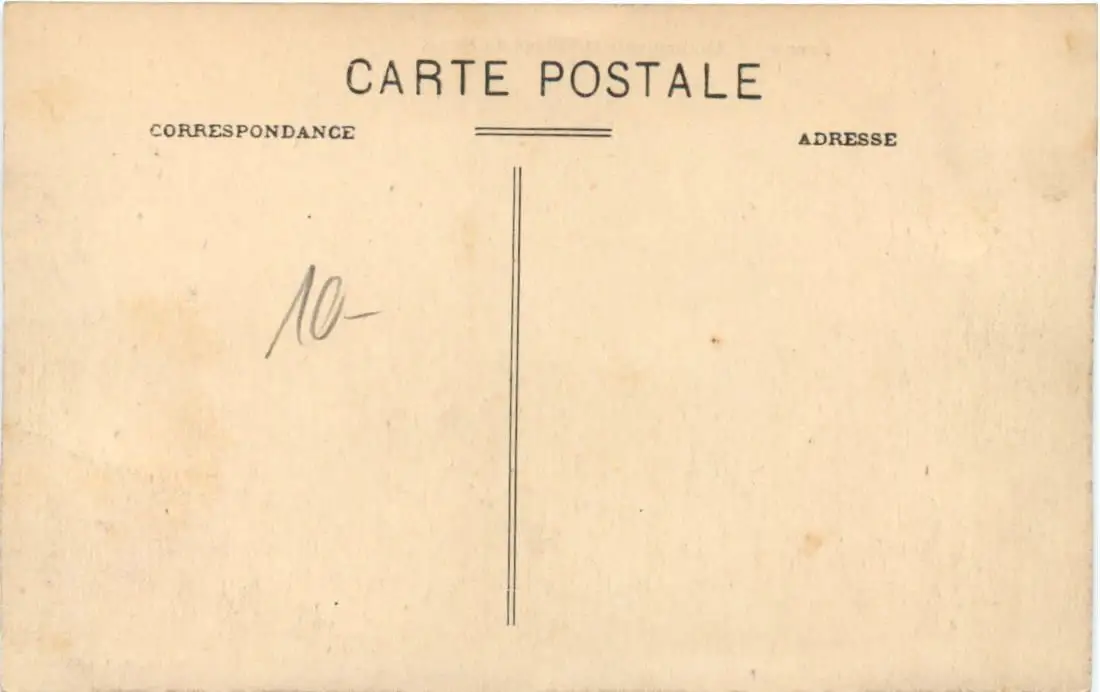 CARTE POSTALE
CORRESPONDANCE
ADRESSE
10-